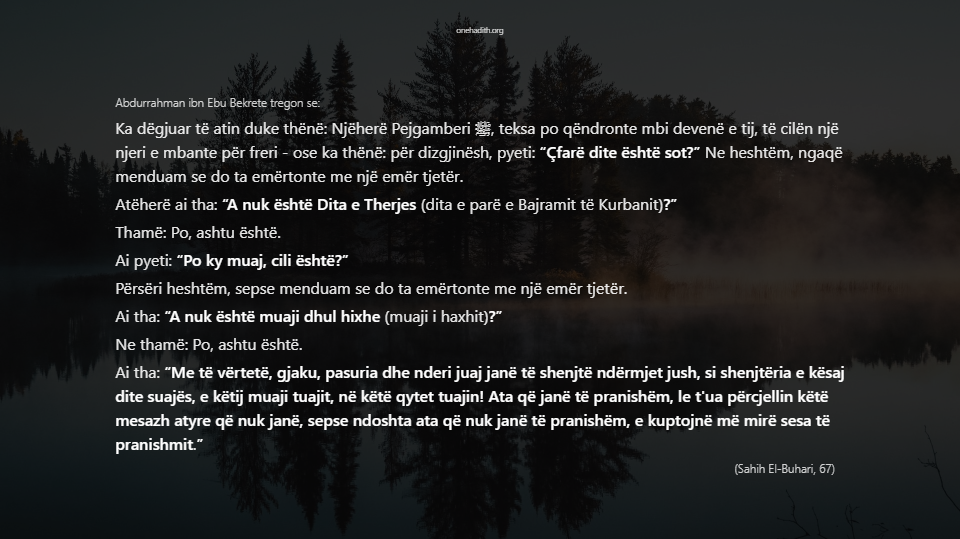 onehadith.org
Abdurrahman ibn Ebu Bekrete tregon se:
Ka dëgjuar të atin duke thënë: Njëherë Pejgamberi ﷺ, teksa po qëndronte mbi devenë e tij, të cilën një
njeri e mbante për freri - ose ka thënë: për dizgjinësh, pyeti: “Çfarë dite është sot?” Ne heshtëm, ngaqë
menduam se do ta emërtonte me një emër tjetër.
Atëherë ai tha: “A nuk është Dita e Therjes (dita e parë e Bajramit të Kurbanit)?”
Thamë: Po, ashtu është.
Ai pyeti: “Po ky muaj, cili është?”
Përsëri heshtëm, sepse menduam se do ta emërtonte me një emër tjetër.
Ai tha: “A nuk është muaji dhul hixhe (muaji i haxhit)?”
Ne thamë: Po, ashtu është.
Ai tha: “Me të vërtetë, gjaku, pasuria dhe nderi juaj janë të shenjtë ndërmjet jush, si shenjtëria e kësaj
dite suajës, e këtij muaji tuajit, në këtë qytet tuajin! Ata që janë të pranishëm, le t'ua përcjellin këtë
mesazh atyre që nuk janë, sepse ndoshta ata që nuk janë të pranishëm, e kuptojnë më mirë sesa të
pranishmit.”
(Sahih El-Buhari, 67)